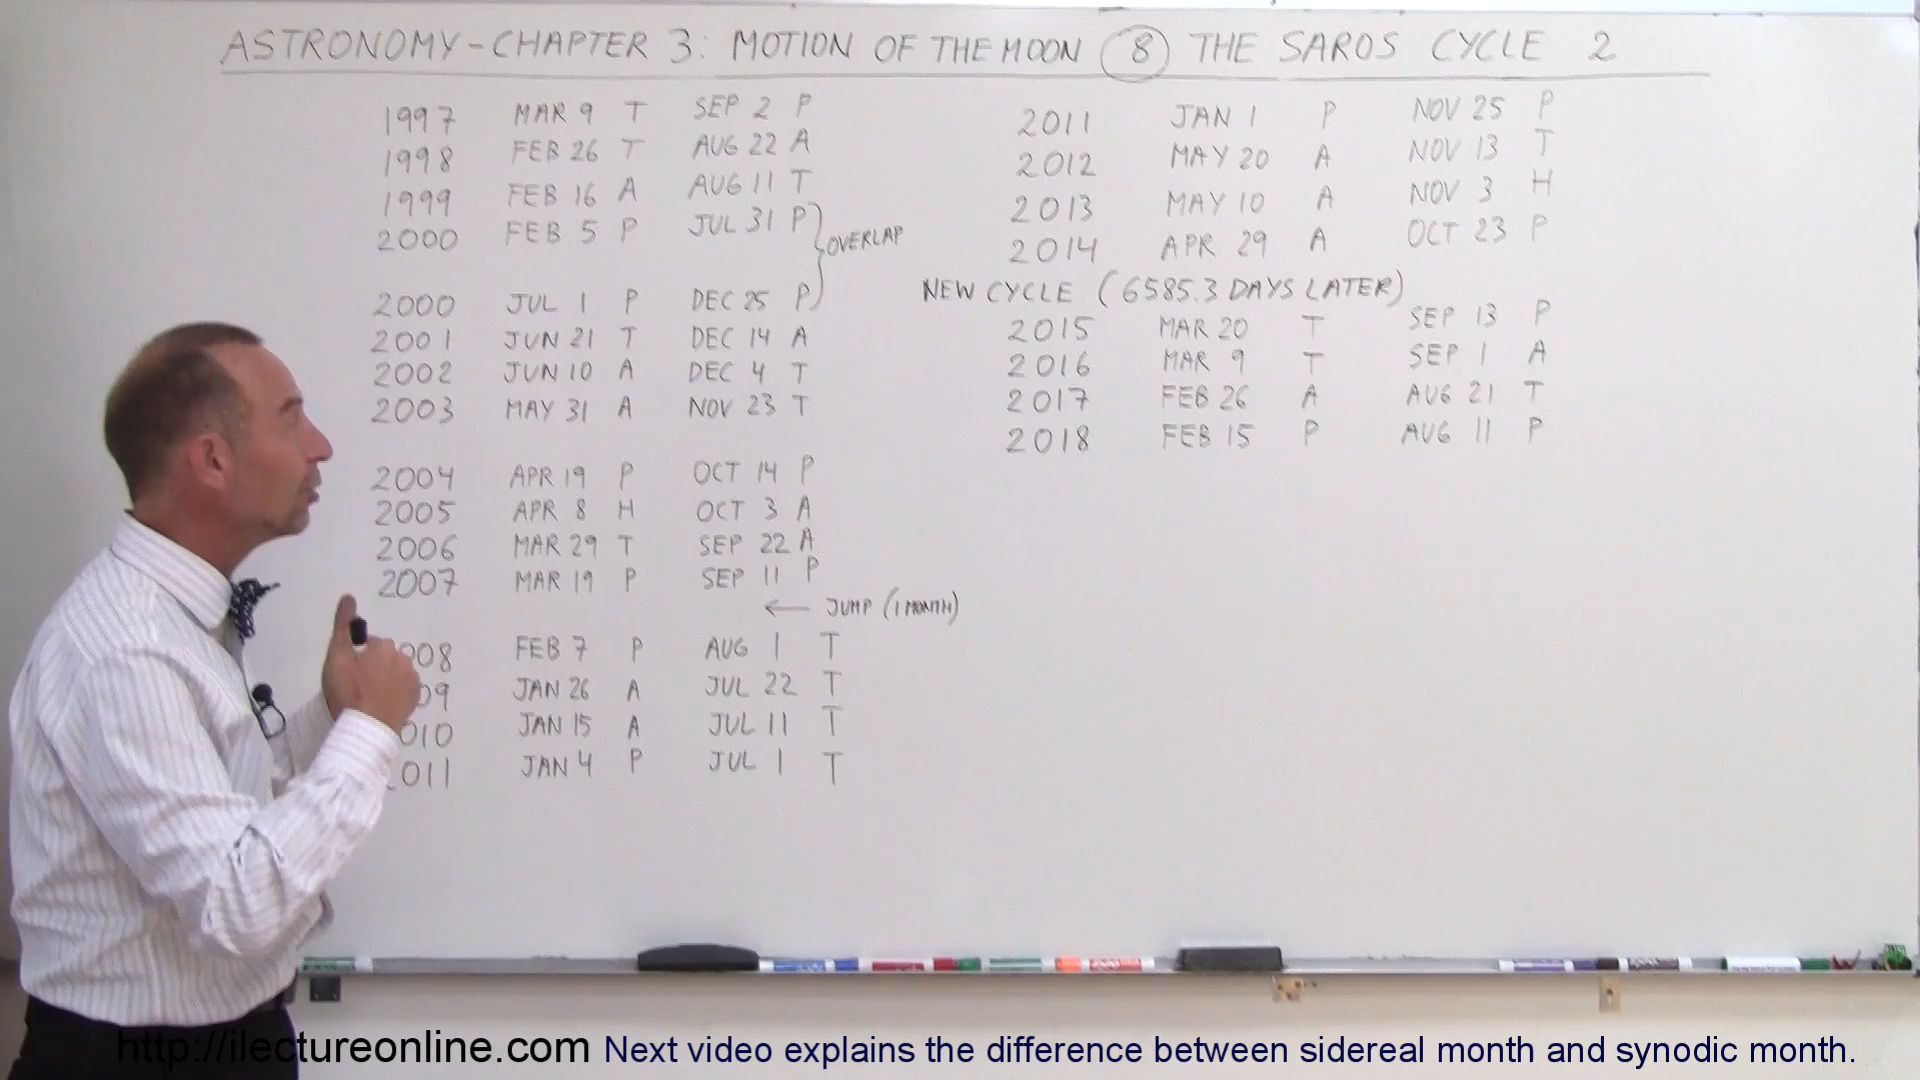 ASTRONOMY - CHAPTER 3: MOTION OF THE MOON 8 THE SAROS CYCLE 2
1997 MAR 9 T SEP 2 P
1998 FEB 26 T AUG 22 A
1999 FEB 16 A AUG 11 T
2000 FEB 5 P JUL 31 P
OVERLAP
2000 JUL 1 P DEC 25 P
2001 JUN 21 T DEC 14 A
2002 JUN 10 A DEC 4 T
2003 MAY 31 A NOV 23 T
2004 APR 19 P OCT 14 P
2005 APR 8 H OCT 3 A
2006 MAR 29 T SEP 22 A
2007 MAR 19 P SEP 11 P
← JUMP (1 MONTH)
008 FEB 7 P AUG 1 T
09 JAN 26 A JUL 22 T
010 JAN 15 A JUL 11 T
011 JAN 4 P JUL 1 T
2011 JAN 1 P NOV 25 P
2012 MAY 20 A NOV 13 T
2013 MAY 10 A NOV 3 H
2014 APR 29 A OCT 23 P
NEW CYCLE (6585.3 DAYS LATER)
2015 MAR 20 T SEP 13 P
2016 MAR 9 T SEP 1 A
2017 FEB 26 A AUG 21 T
2018 FEB 15 P AUG 11 P
http://ilectureonline.com Next video explains the difference between sidereal month and synodic month.